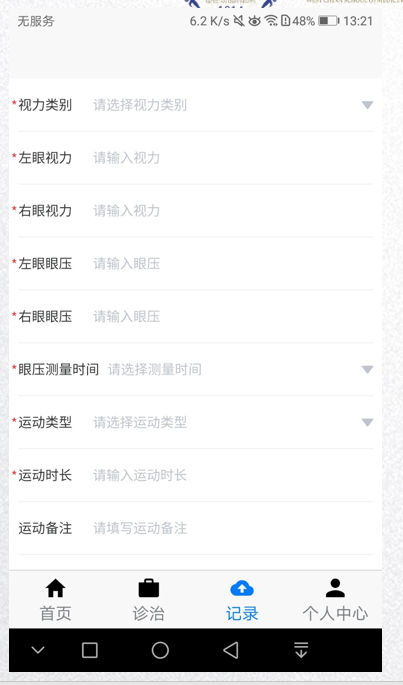 无服务 6.2 K/s 48% 13:21
*视力类别 请选择视力类别
*左眼视力 请输入视力
*右眼视力 请输入视力
*左眼眼压 请输入眼压
*右眼眼压 请输入眼压
*眼压测量时间 请选择测量时间
*运动类型 请选择运动类型
*运动时长 请输入运动时长
运动备注 请填写运动备注
首页 诊治 记录 个人中心